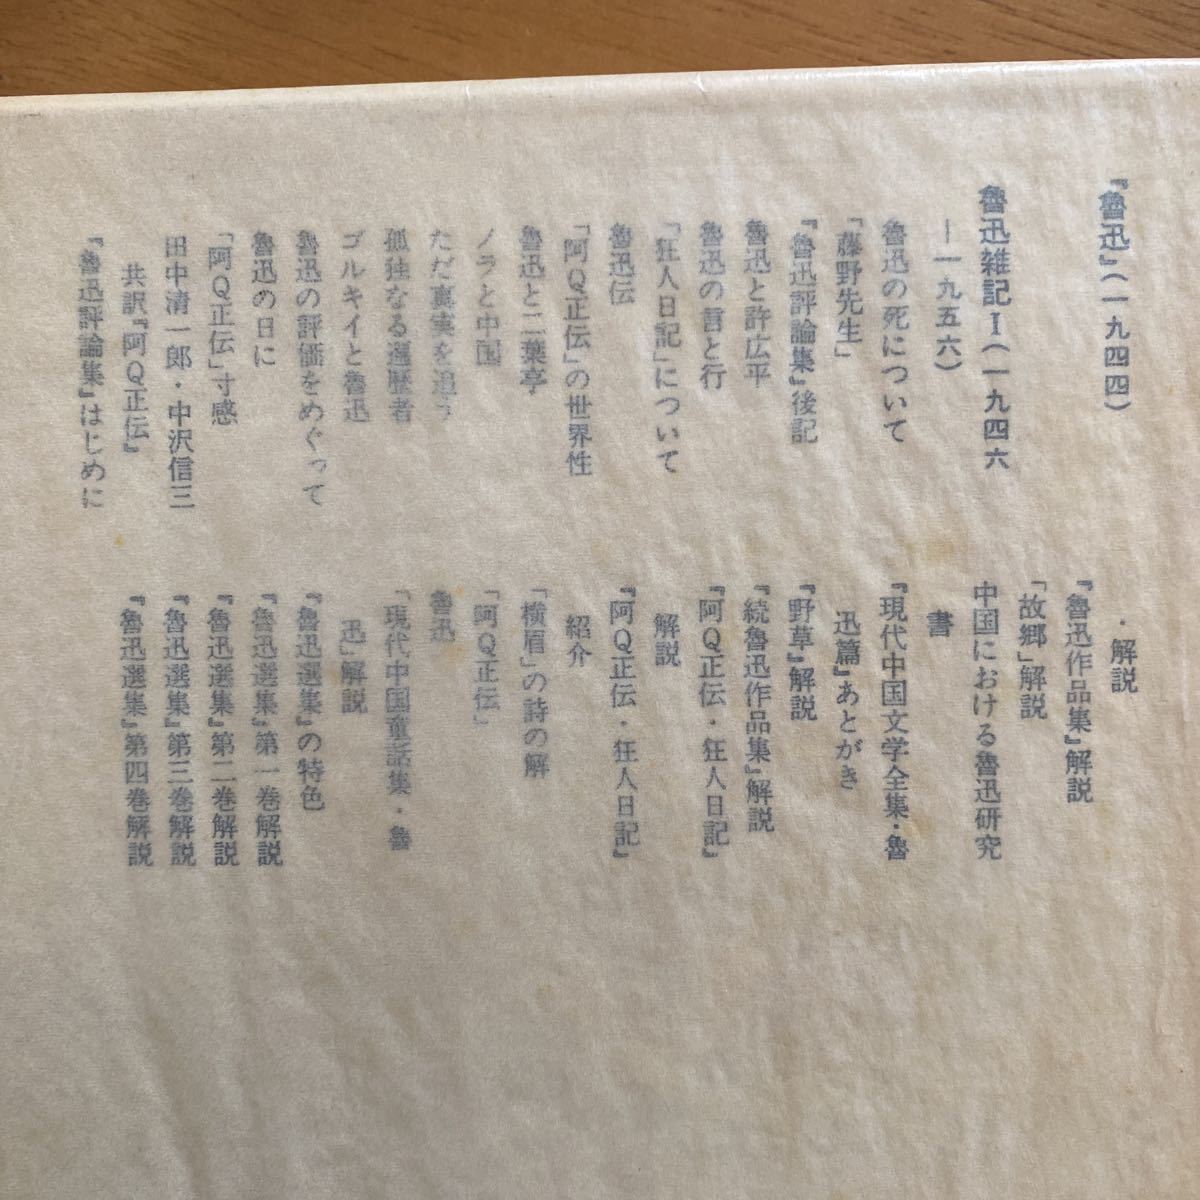 『魯迅』(一九四四)
魯迅雑記Ⅰ(一九四六
―一九五六)
魯迅の死について
「藤野先生」
『魯迅評論集』後記
魯迅と許広平
魯迅の言と行
「狂人日記」について
魯迅伝
「阿Q正伝」の世界性
魯迅と二葉亭
ノラと中国
ただ真実を追う
孤独なる遍歴者
ゴルキイと魯迅
魯迅の評価をめぐって
魯迅の日に
「阿Q正伝」寸感
田中清一郎・中沢信三
共訳『阿Q正伝』
『魯迅評論集』はじめに
・解説
『魯迅作品集』解説
「故郷」解説
中国における魯迅研究
書
『現代中国文学全集・魯
迅篇』あとがき
『野草』解説
『続魯迅作品集』解説
『阿Q正伝・狂人日記』
解説
『阿Q正伝・狂人日記』
紹介
「横眉」の詩の解
「阿Q正伝」
魯迅
「現代中国童話集・魯
迅」解説
『魯迅選集』の特色
『魯迅選集』第一巻解説
『魯迅選集』第二巻解説
『魯迅選集』第三巻解説
『魯迅選集』第四巻解説